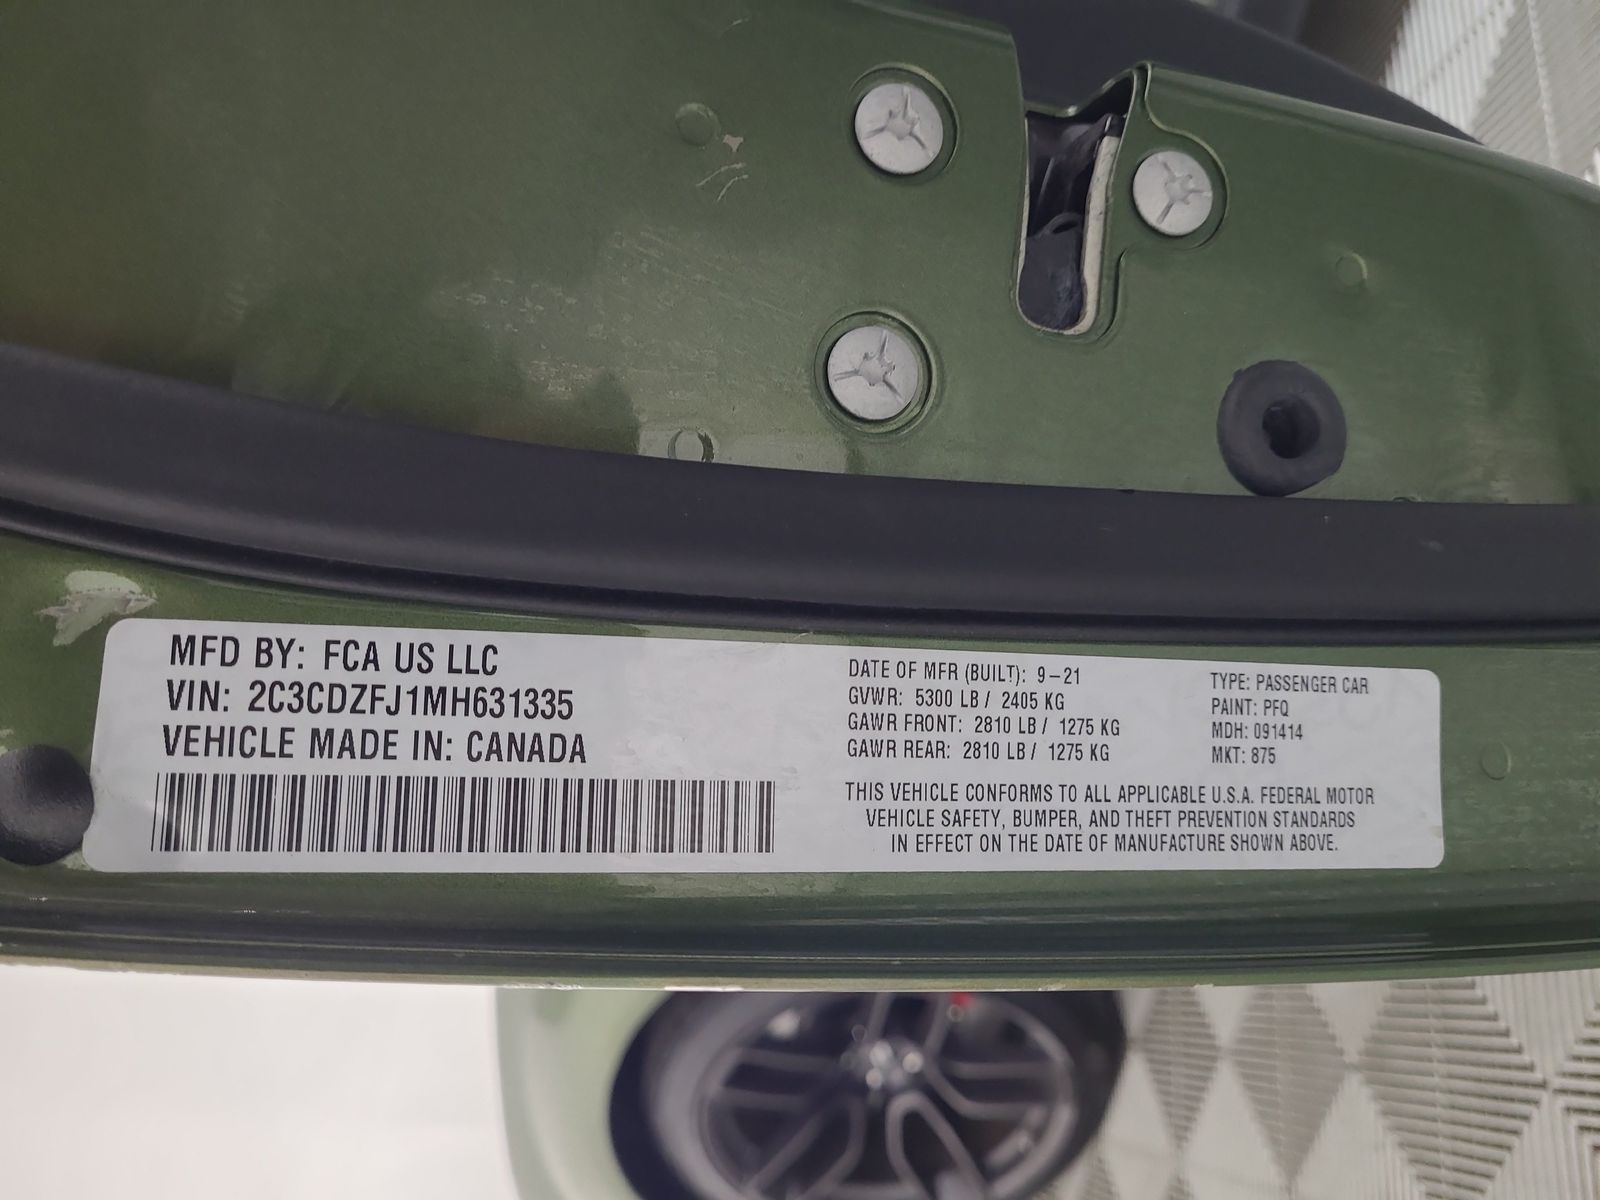 MFD BY: FCA US LLC
VIN: 2C3CDZFJ1MH631335
VEHICLE MADE IN: CANADA
DATE OF MFR (BUILT): 9-21
GVWR: 5300 LB / 2405 KG
GAWR FRONT: 2810 LB / 1275 KG
GAWR REAR: 2810 LB / 1275 KG
TYPE: PASSENGER CAR
PAINT: PFQ
MDH: 091414
MKT: 875
THIS VEHICLE CONFORMS TO ALL APPLICABLE U.S.A. FEDERAL MOTOR
VEHICLE SAFETY, BUMPER, AND THEFT PREVENTION STANDARDS
IN EFFECT ON THE DATE OF MANUFACTURE SHOWN ABOVE.